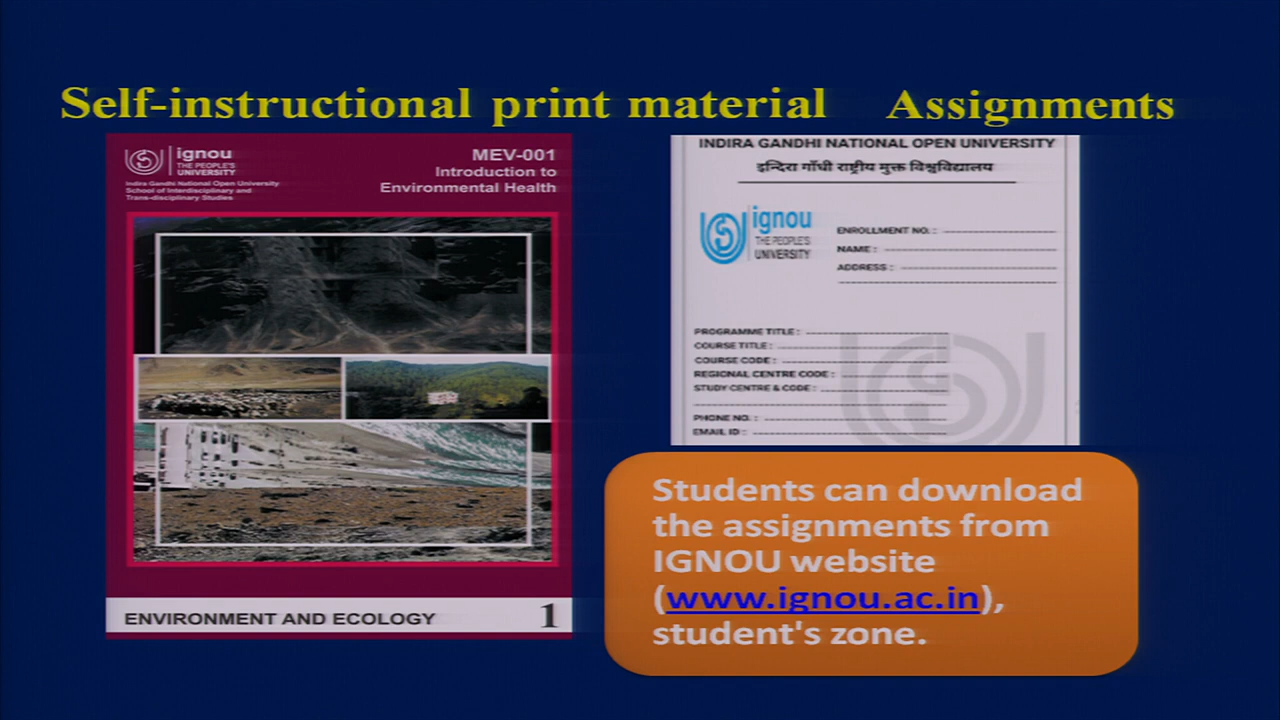 Self-instructional print material
Assignments
ignou
THE PEOPLE'S
UNIVERSITY
Indira Gandhi National Open University
School of Interdisciplinary and
Trans-disciplinary Studies
MEV-001
Introduction to
Environmental Health
ENVIRONMENT AND ECOLOGY
1
INDIRA GANDHI NATIONAL OPEN UNIVERSITY
इन्दिरा गाँधी राष्ट्रीय मुक्त विश्वविद्यालय
ignou
THE PEOPLE'S
UNIVERSITY
ENROLLMENT NO. :
NAME :
ADDRESS :
PROGRAMME TITLE :
COURSE TITLE :
COURSE CODE :
REGIONAL CENTRE CODE :
STUDY CENTRE & CODE :
PHONE NO. :
EMAIL ID :
Students can download
the assignments from
IGNOU website
(www.ignou.ac.in),
student's zone.